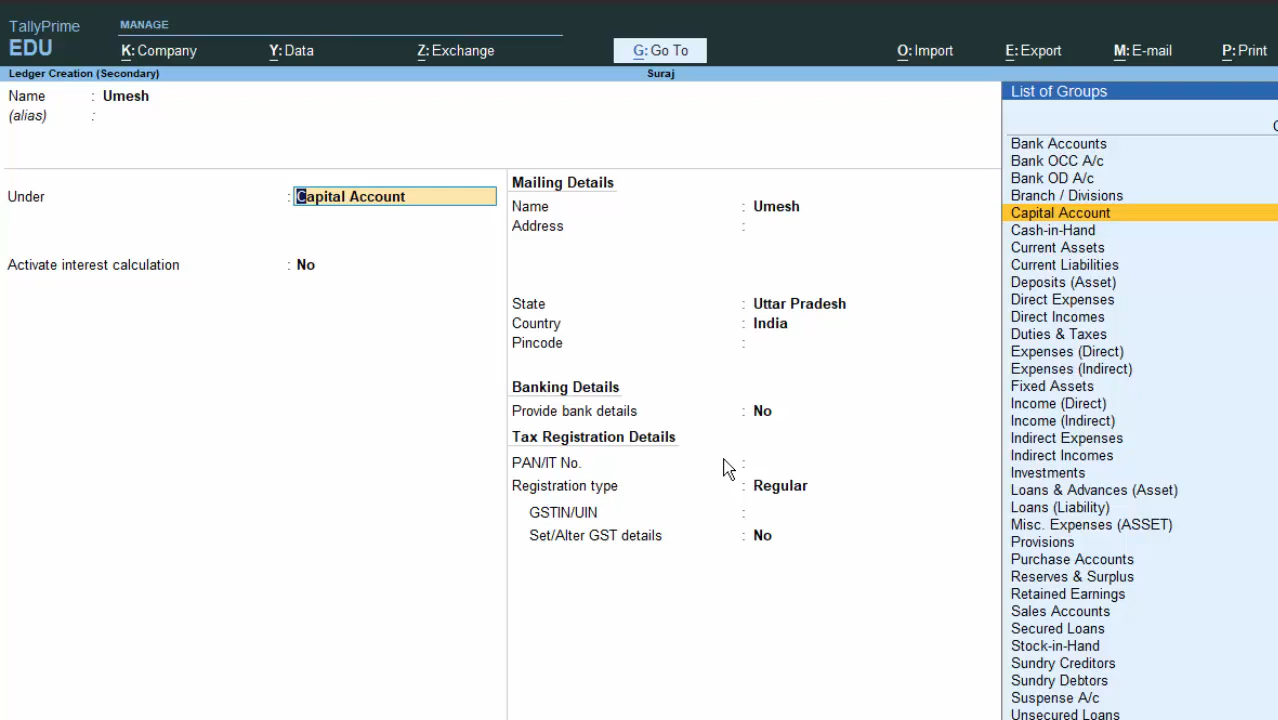 TallyPrime
EDU
MANAGE
K: Company Y: Data Z: Exchange G: Go To O: Import E: Export M: E-mail P: Print
Ledger Creation (Secondary) Suraj
Name : Umesh
(alias) :
Under : Capital Account
Activate interest calculation : No
Mailing Details
Name : Umesh
Address :
State : Uttar Pradesh
Country : India
Pincode :
Banking Details
Provide bank details : No
Tax Registration Details
PAN/IT No. :
Registration type : Regular
GSTIN/UIN :
Set/Alter GST details : No
List of Groups
Bank Accounts
Bank OCC A/c
Bank OD A/c
Branch / Divisions
Capital Account
Cash-in-Hand
Current Assets
Current Liabilities
Deposits (Asset)
Direct Expenses
Direct Incomes
Duties & Taxes
Expenses (Direct)
Expenses (Indirect)
Fixed Assets
Income (Direct)
Income (Indirect)
Indirect Expenses
Indirect Incomes
Investments
Loans & Advances (Asset)
Loans (Liability)
Misc. Expenses (ASSET)
Provisions
Purchase Accounts
Reserves & Surplus
Retained Earnings
Sales Accounts
Secured Loans
Stock-in-Hand
Sundry Creditors
Sundry Debtors
Suspense A/c
Unsecured Loans